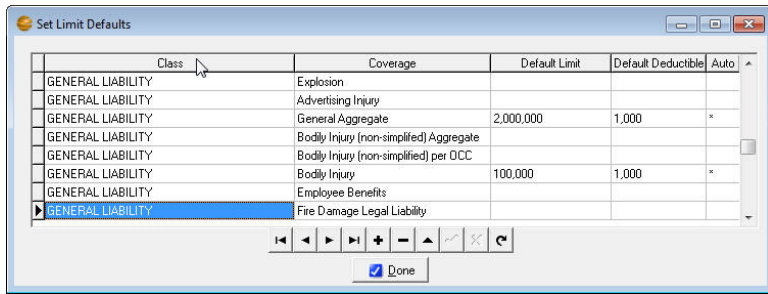 Set Limit Defaults
Class Coverage Default Limit Default Deductible Auto
GENERAL LIABILITY Explosion
GENERAL LIABILITY Advertising Injury
GENERAL LIABILITY General Aggregate 2,000,000 1,000 *
GENERAL LIABILITY Bodily Injury (non-simplifed) Aggregate
GENERAL LIABILITY Bodily Injury (non-simplified) per OCC
GENERAL LIABILITY Bodily Injury 100,000 1,000 *
GENERAL LIABILITY Employee Benefits
GENERAL LIABILITY Fire Damage Legal Liability
Done